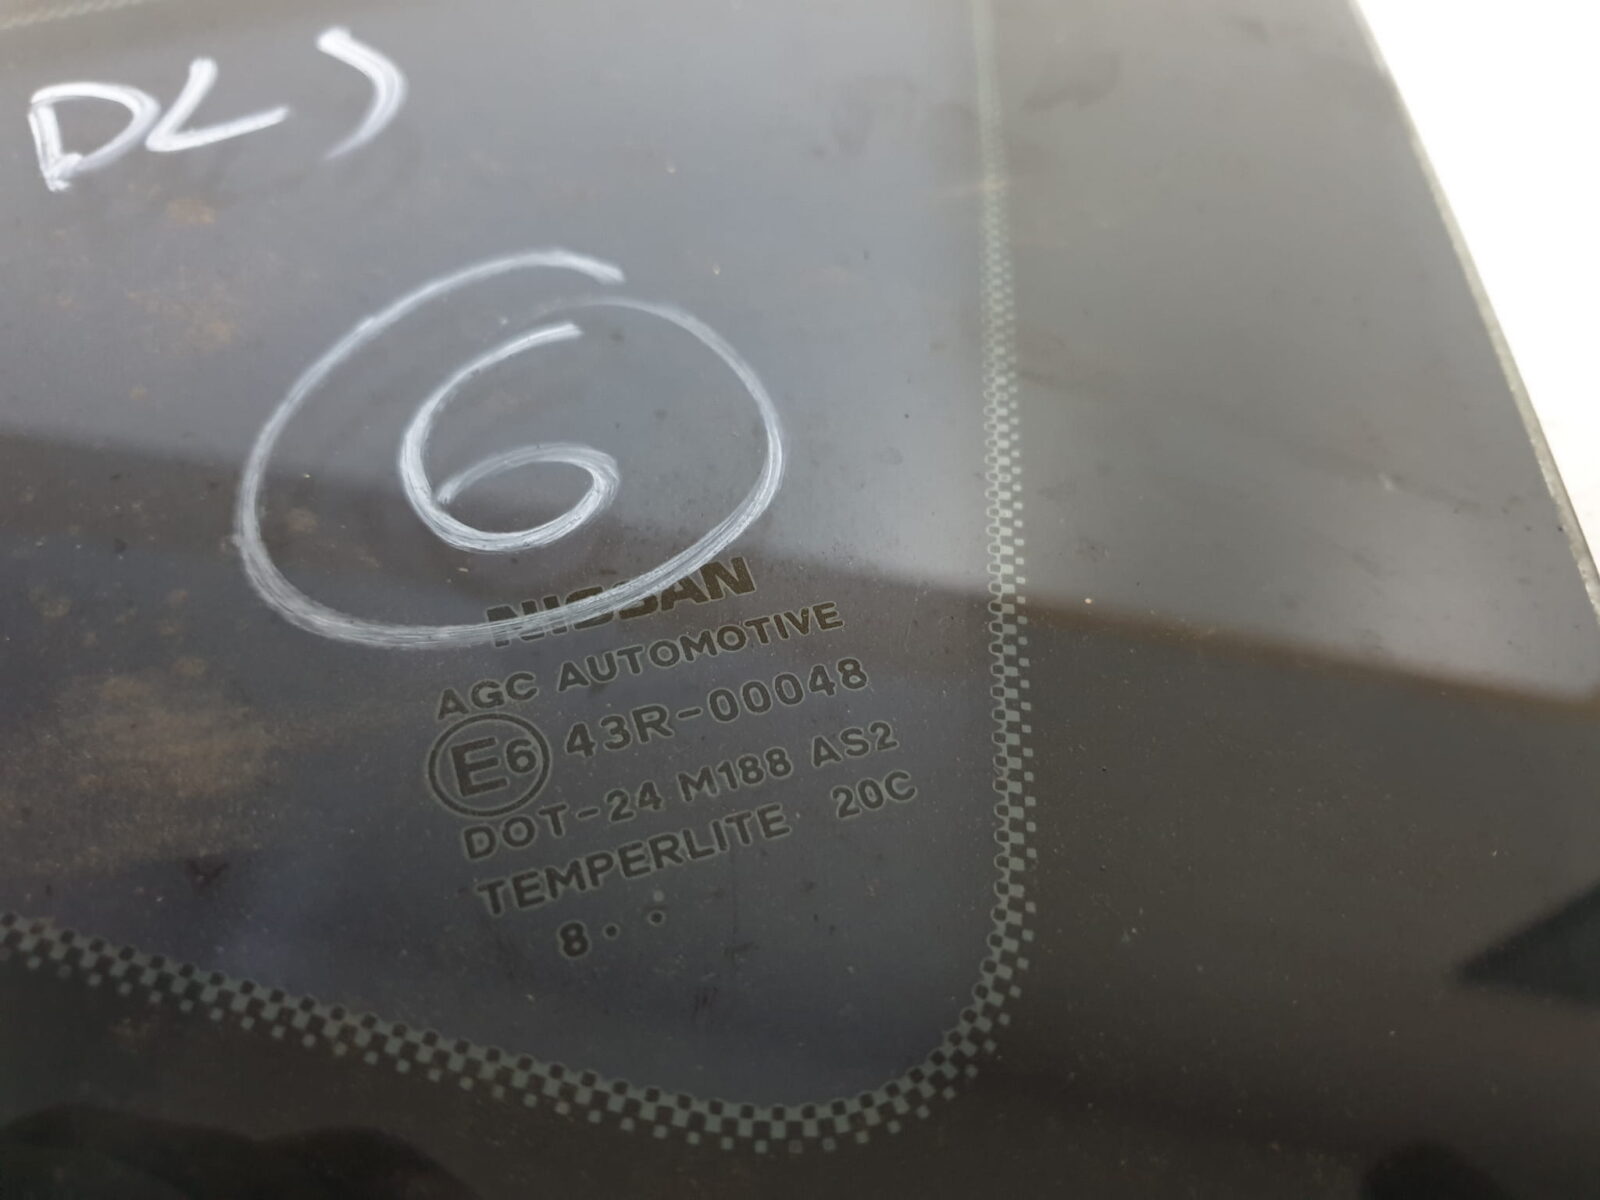 DL)
6
NISSAN
AGC AUTOMOTIVE
E6 43R-00048
DOT-24 M188 AS2
TEMPERLITE 20C
8 · ·